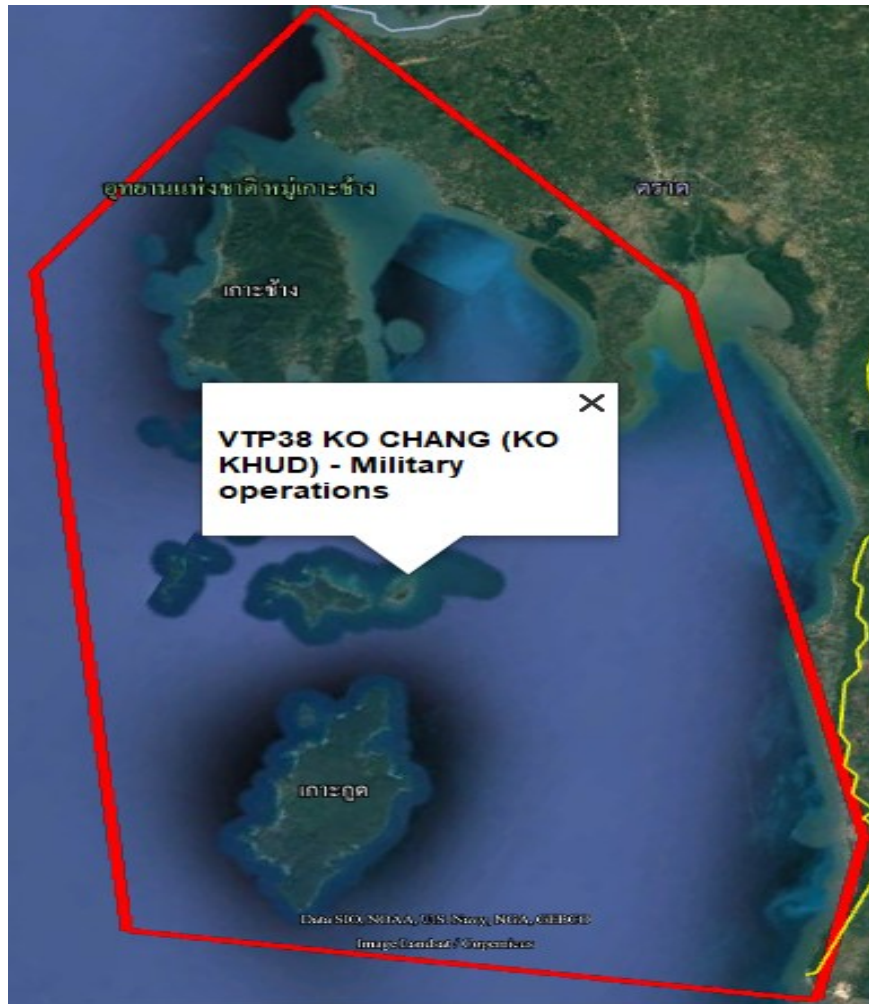 อุทยานแห่งชาติหมู่เกาะช้าง
ตราด
เกาะช้าง
VTP38 KO CHANG (KO
KHUD) - Military
operations
เกาะกูด
Data SIO, NOAA, U.S. Navy, NGA, GEBCO
Image Landsat / Copernicus